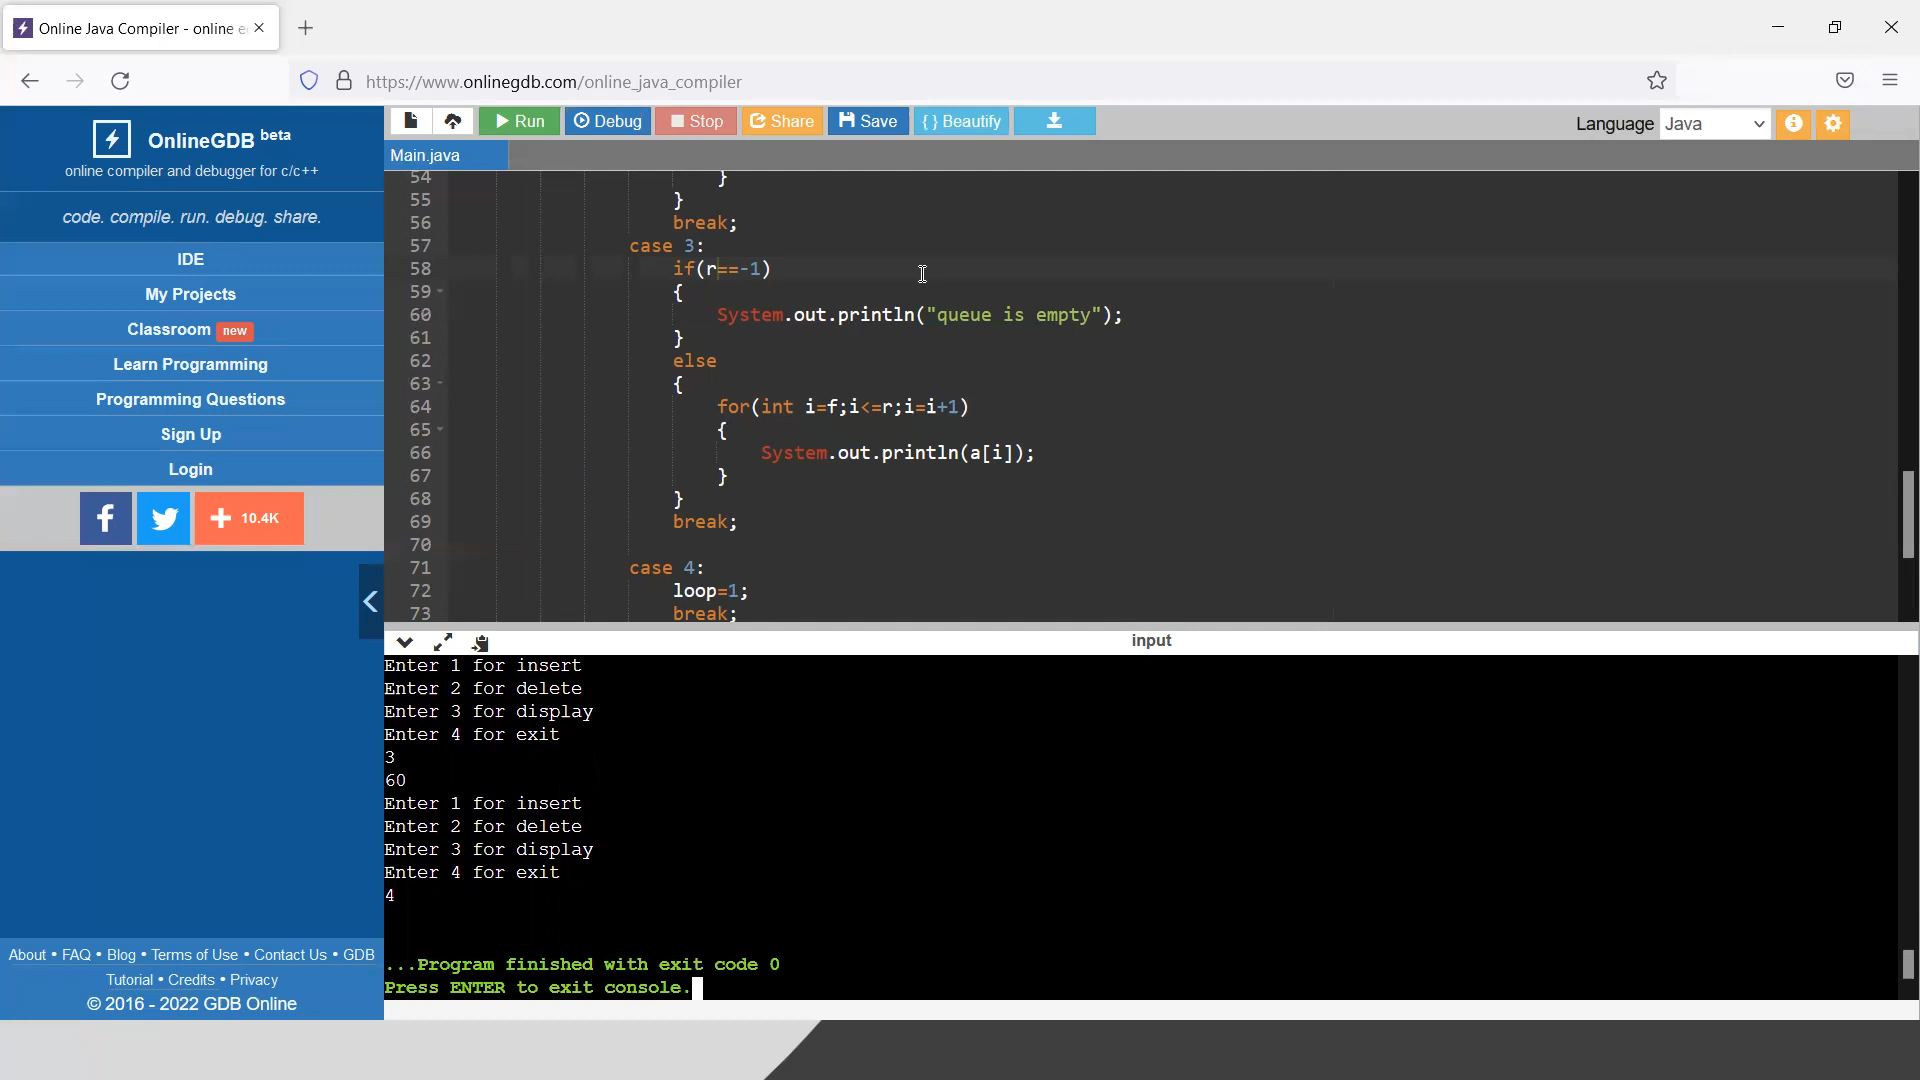 Online Java Compiler - online e
https://www.onlinegdb.com/online_java_compiler
OnlineGDB beta
online compiler and debugger for c/c++
code. compile. run. debug. share.
IDE
My Projects
Classroom new
Learn Programming
Programming Questions
Sign Up
Login
10.4K
About • FAQ • Blog • Terms of Use • Contact Us • GDB
Tutorial • Credits • Privacy
© 2016 - 2022 GDB Online
Run Debug Stop Share Save { } Beautify
Language Java
Main.java
54 }
55 }
56 break;
57 case 3:
58 if(r==-1)
59 {
60 System.out.println("queue is empty");
61 }
62 else
63 {
64 for(int i=f;i<=r;i=i+1)
65 {
66 System.out.println(a[i]);
67 }
68 }
69 break;
70
71 case 4:
72 loop=1;
73 break;
input
Enter 1 for insert
Enter 2 for delete
Enter 3 for display
Enter 4 for exit
3
60
Enter 1 for insert
Enter 2 for delete
Enter 3 for display
Enter 4 for exit
4
...Program finished with exit code 0
Press ENTER to exit console.